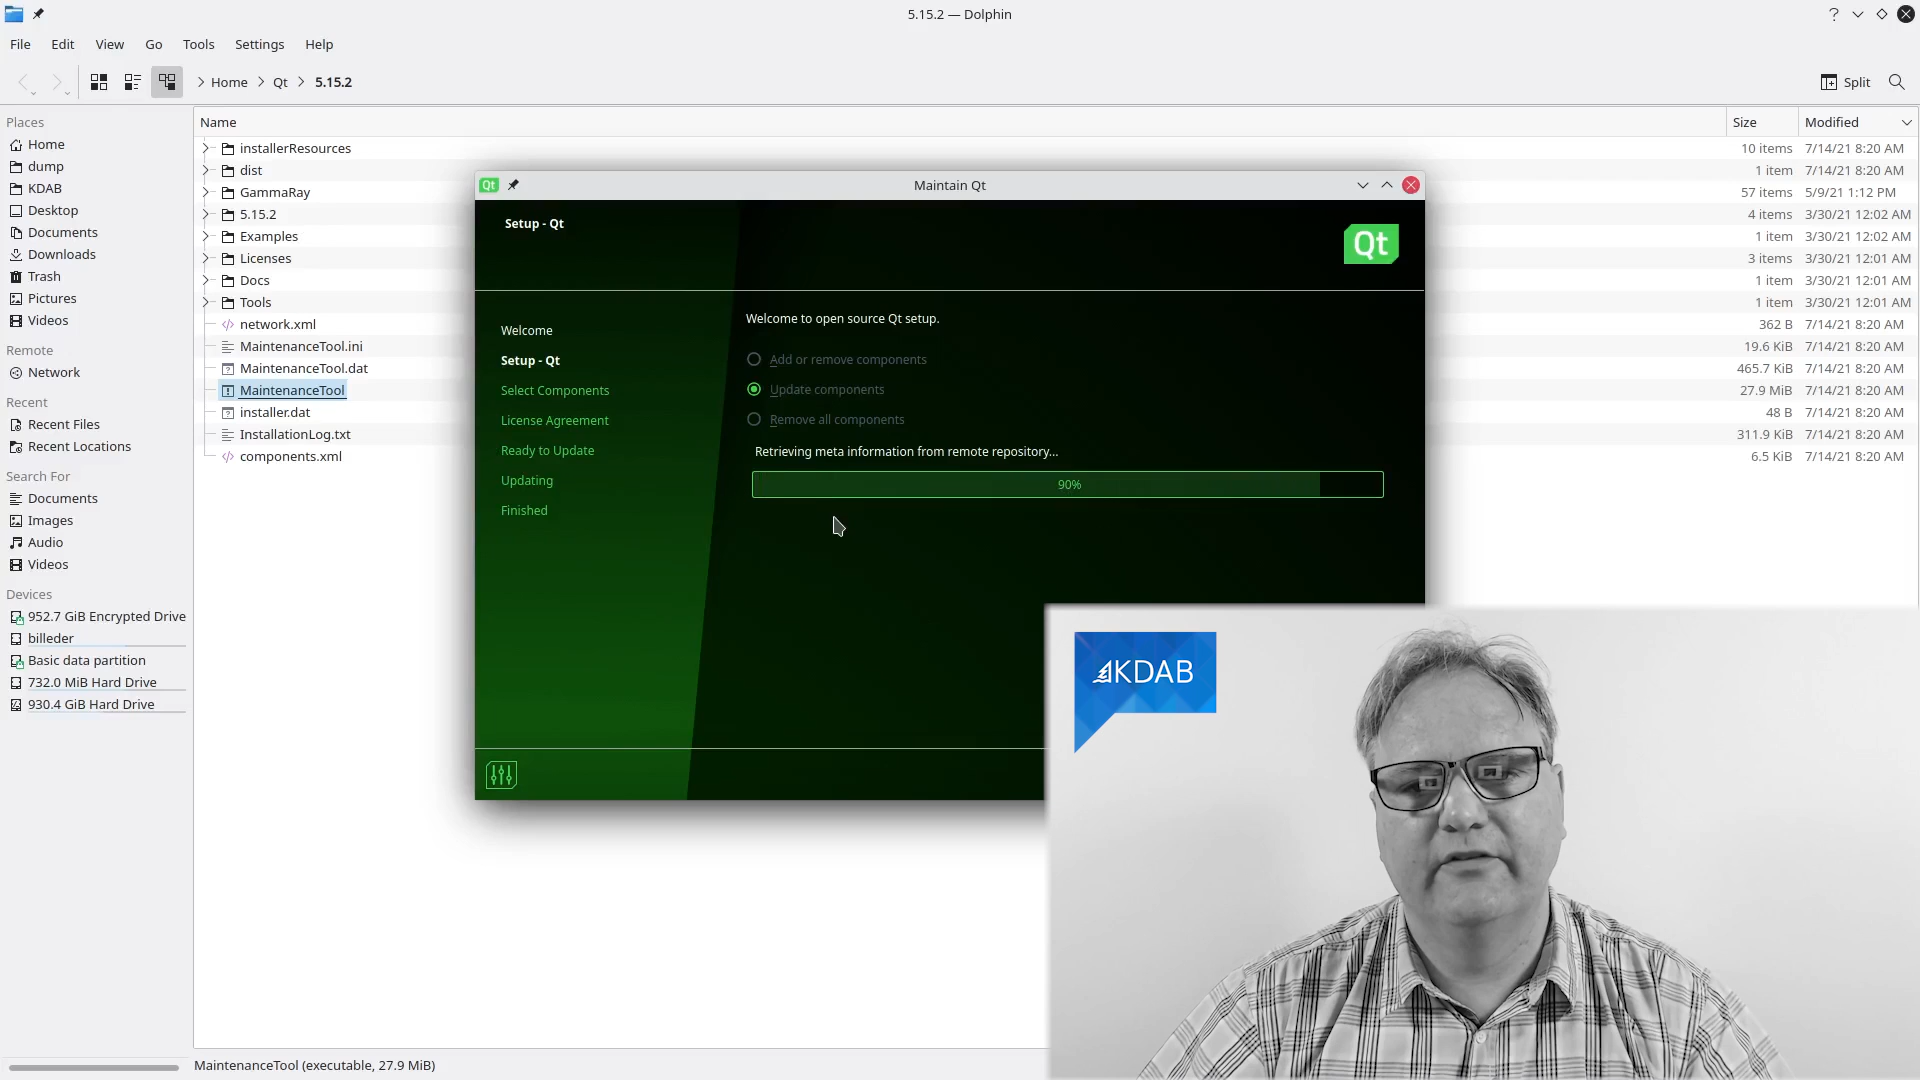 5.15.2 — Dolphin
File Edit View Go Tools Settings Help
Home Qt 5.15.2
Split
Places
Home
dump
KDAB
Desktop
Documents
Downloads
Trash
Pictures
Videos
Remote
Network
Recent
Recent Files
Recent Locations
Search For
Documents
Images
Audio
Videos
Devices
952.7 GiB Encrypted Drive
billeder
Basic data partition
732.0 MiB Hard Drive
930.4 GiB Hard Drive
Name Size Modified
installerResources 10 items 7/14/21 8:20 AM
dist 1 item 7/14/21 8:20 AM
GammaRay 57 items 5/9/21 1:12 PM
5.15.2 4 items 3/30/21 12:02 AM
Examples 1 item 3/30/21 12:02 AM
Licenses 3 items 3/30/21 12:01 AM
Docs 1 item 3/30/21 12:01 AM
Tools 1 item 3/30/21 12:01 AM
network.xml 362 B 7/14/21 8:20 AM
MaintenanceTool.ini 19.6 KiB 7/14/21 8:20 AM
MaintenanceTool.dat 465.7 KiB 7/14/21 8:20 AM
MaintenanceTool 27.9 MiB 7/14/21 8:20 AM
installer.dat 48 B 7/14/21 8:20 AM
InstallationLog.txt 311.9 KiB 7/14/21 8:20 AM
components.xml 6.5 KiB 7/14/21 8:20 AM
Qt Maintain Qt
Setup - Qt
Qt
Welcome
Setup - Qt
Select Components
License Agreement
Ready to Update
Updating
Finished
Welcome to open source Qt setup.
Add or remove components
Update components
Remove all components
Retrieving meta information from remote repository...
90%
KDAB
MaintenanceTool (executable, 27.9 MiB)